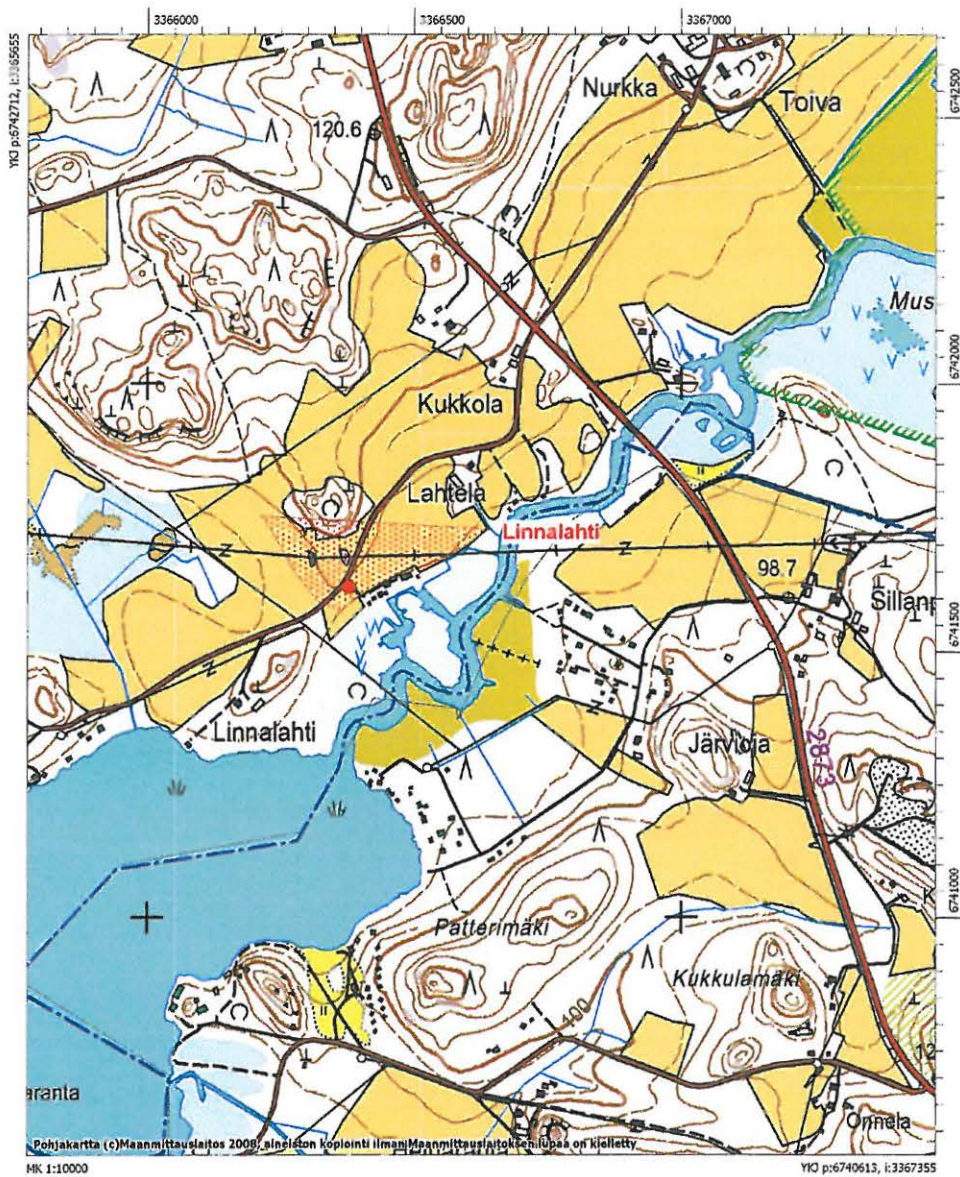 3366000
3366500
3367000
YKJ p:6742712, i:3365655
6742500
Nurkka
Toiva
120.6
Mus
6742000
Kukkola
Lahtela
Linnalahti
98.7
Sillanp
6741500
Linnalahti
Järvioja
2873
6741000
K
Patterimäki
Kukkulamäki
100
12
aranta
Onnela
Pohjakartta (c)Maanmittauslaitos 2008, aineiston kopiointi ilman Maanmittauslaitoksen lupaa on kielletty
MK 1:10000
YKJ p:6740613, i:3367355